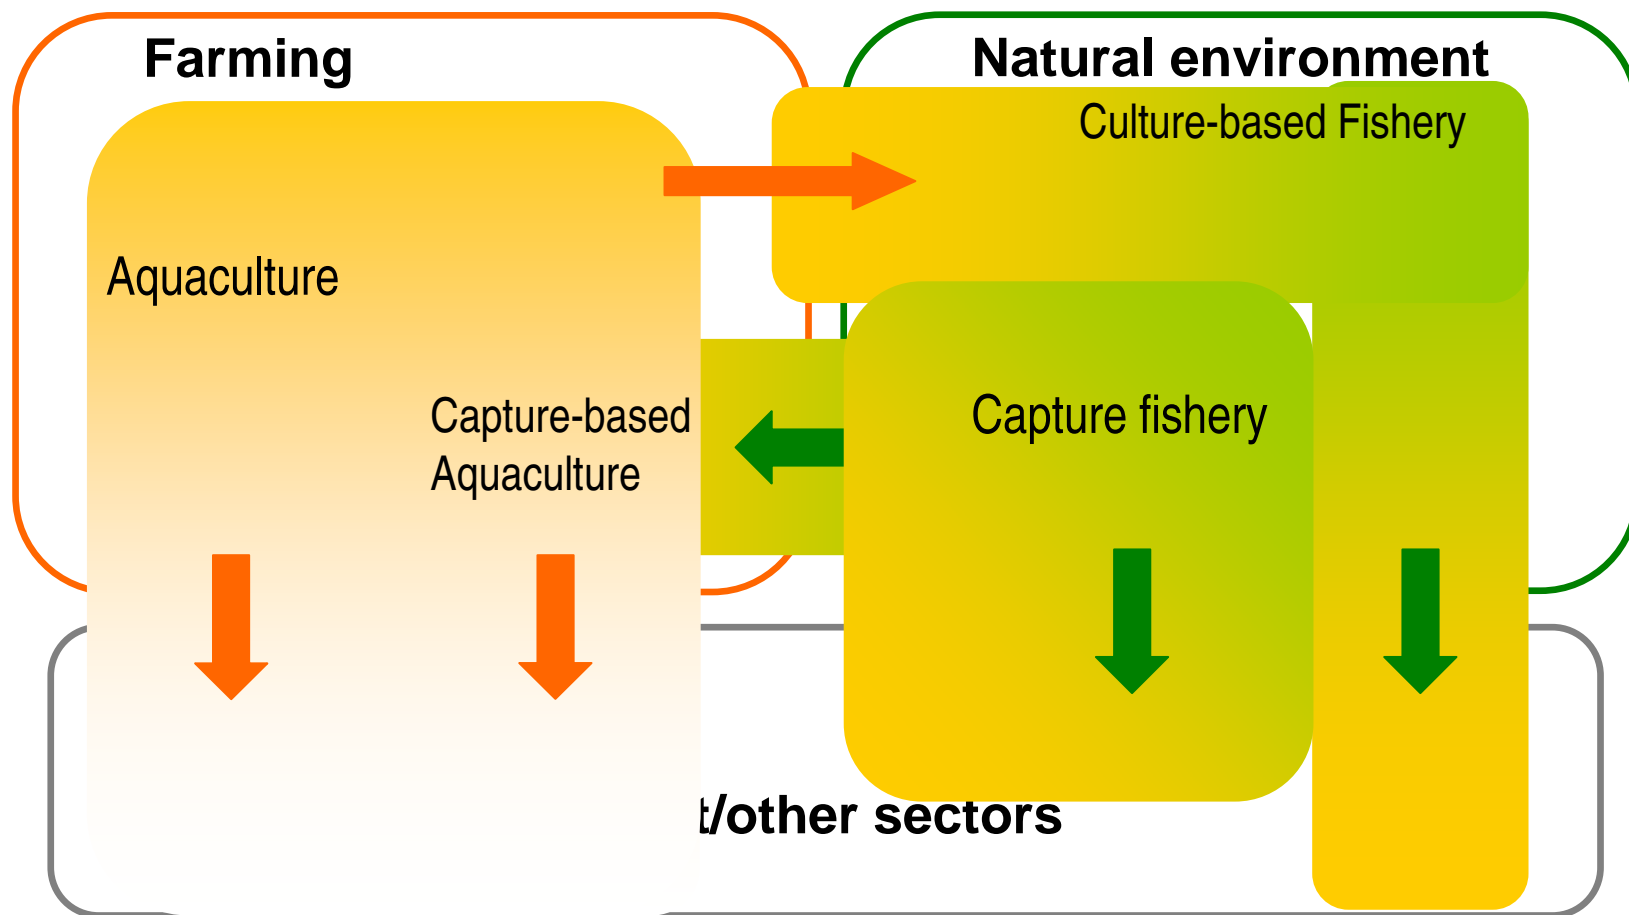 Farming
Natural environment
Culture-based Fishery
Aquaculture
Capture-based
Aquaculture
Capture fishery
t/other sectors